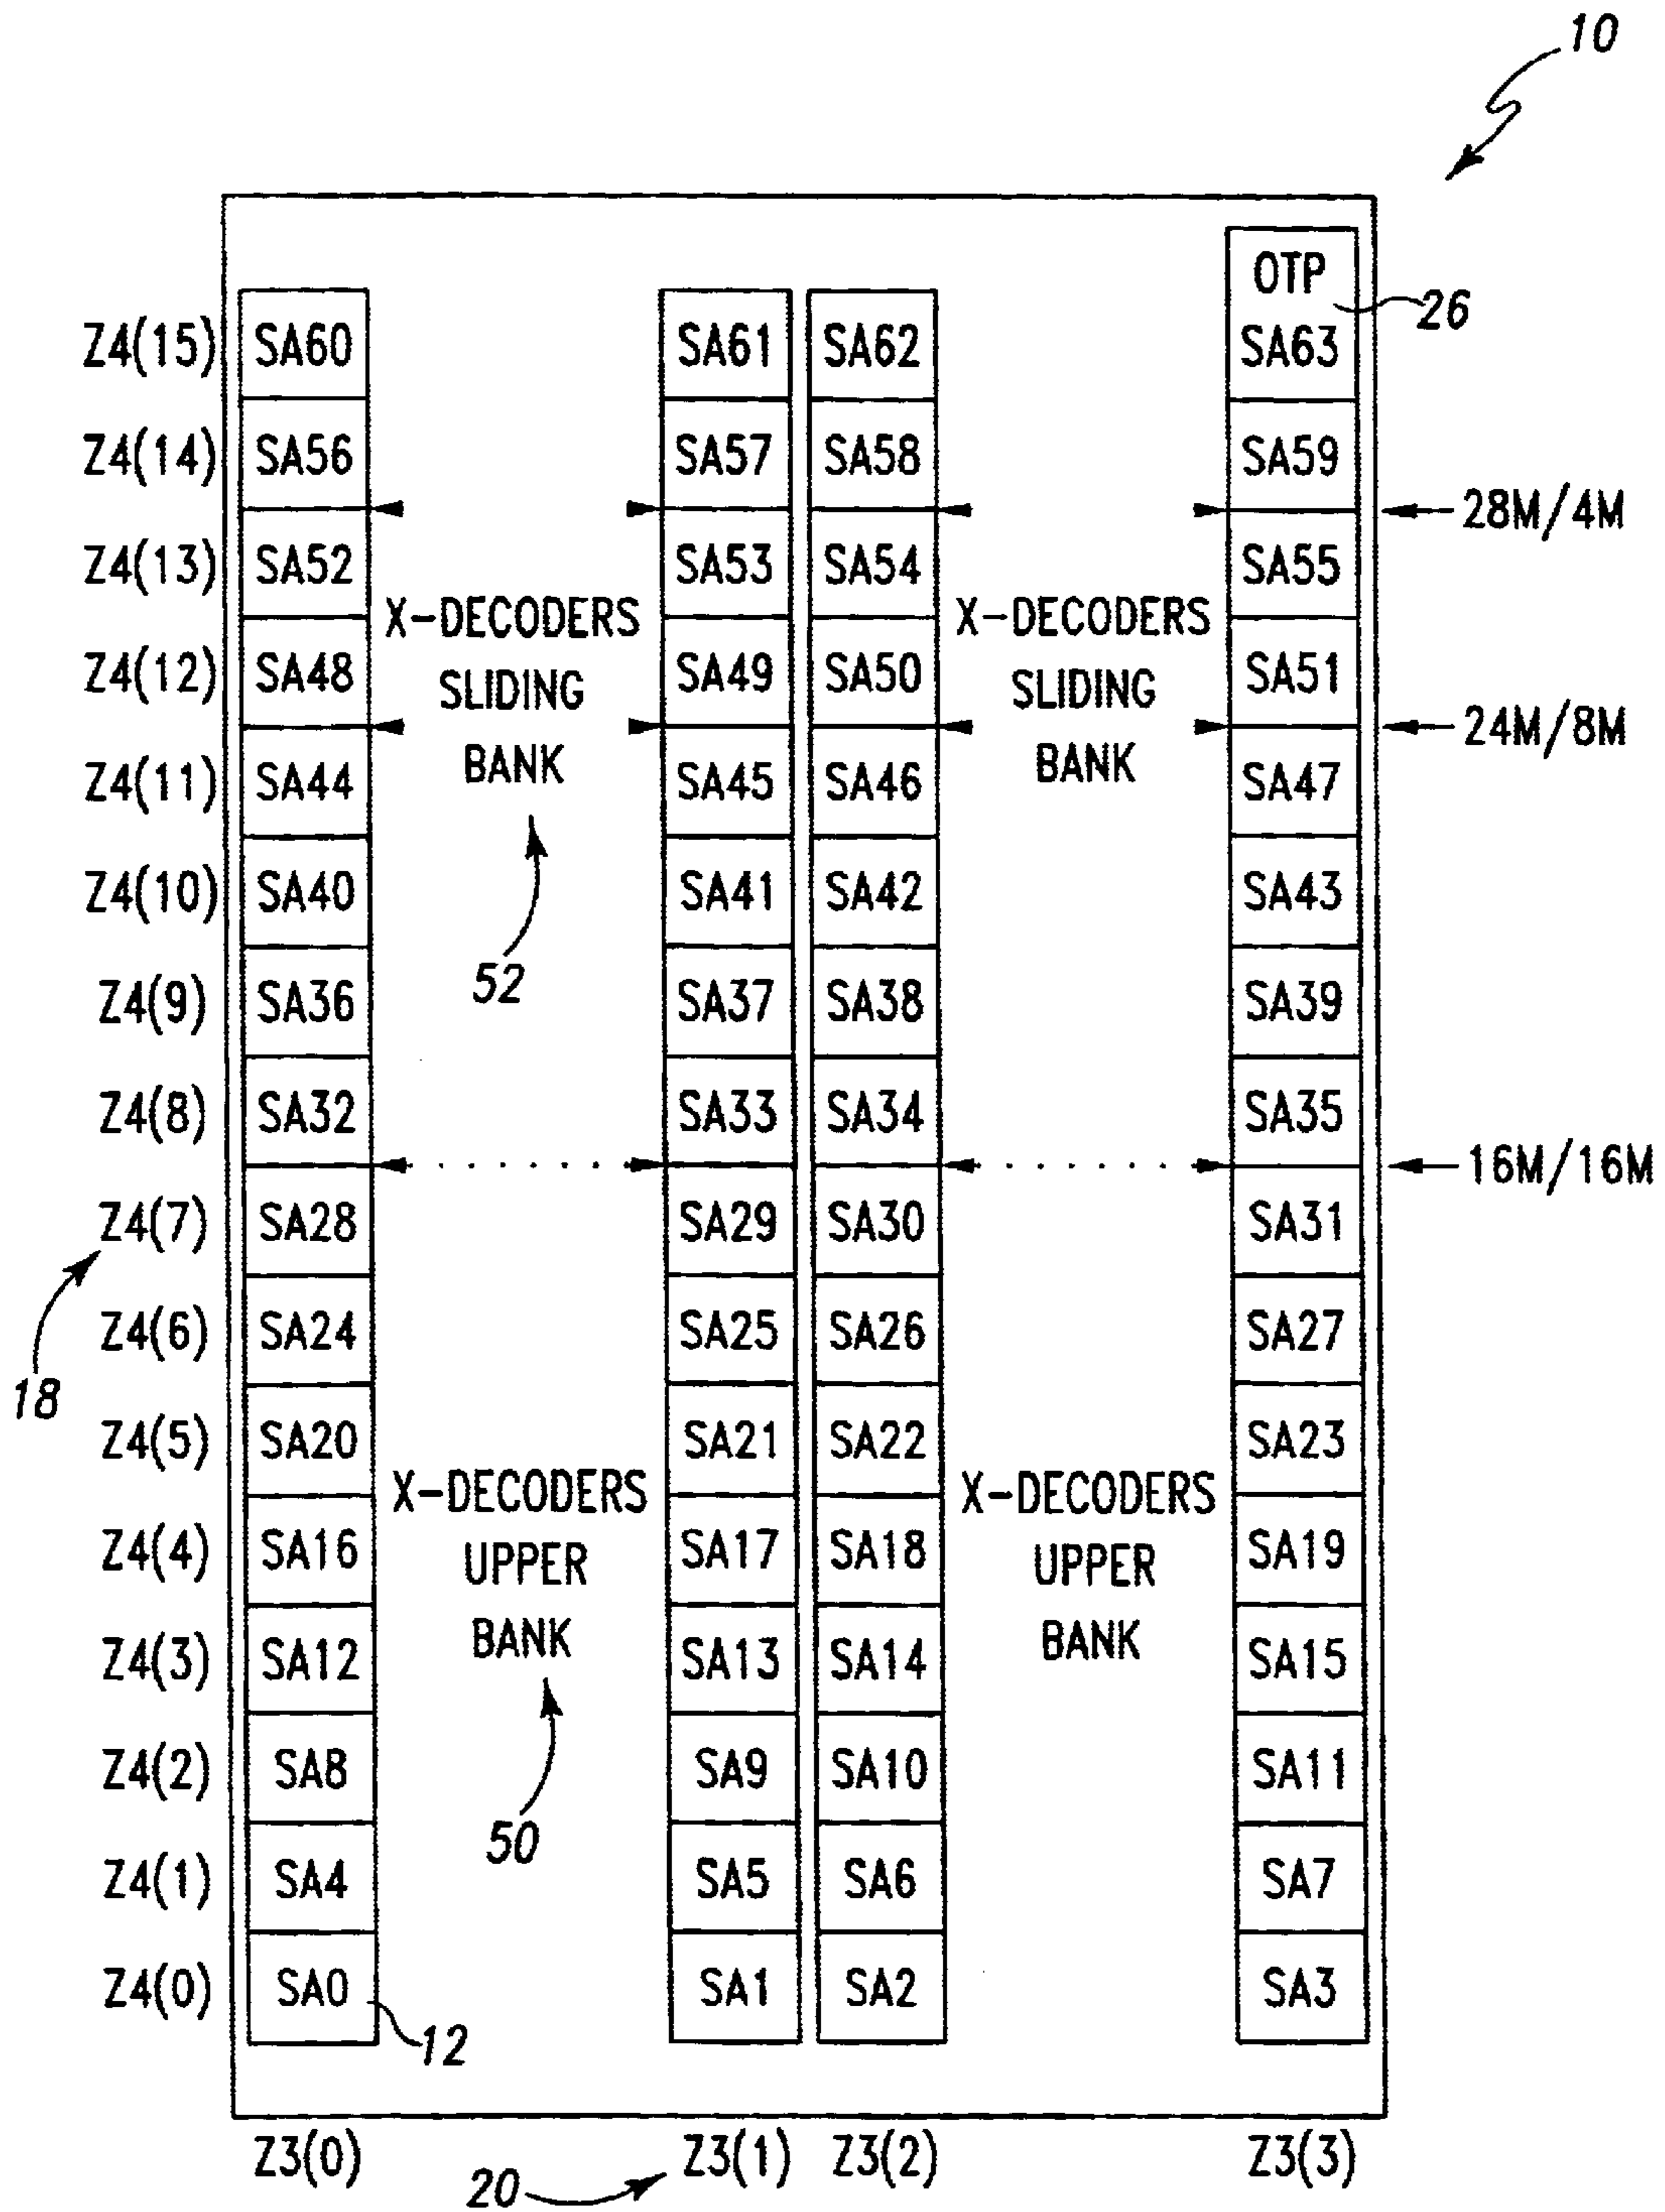 10
OTP
26
Z4(15) SA60 SA61 SA62 SA63
Z4(14) SA56 SA57 SA58 SA59
28M/4M
Z4(13) SA52 SA53 SA54 SA55
X-DECODERS X-DECODERS
Z4(12) SA48 SLIDING SA49 SA50 SLIDING SA51
24M/8M
BANK BANK
Z4(11) SA44 SA45 SA46 SA47
Z4(10) SA40 SA41 SA42 SA43
52
Z4(9) SA36 SA37 SA38 SA39
Z4(8) SA32 SA33 SA34 SA35
16M/16M
Z4(7) SA28 SA29 SA30 SA31
Z4(6) SA24 SA25 SA26 SA27
18
Z4(5) SA20 SA21 SA22 SA23
X-DECODERS X-DECODERS
Z4(4) SA16 UPPER SA17 SA18 UPPER SA19
BANK BANK
Z4(3) SA12 SA13 SA14 SA15
Z4(2) SA8 SA9 SA10 SA11
50
Z4(1) SA4 SA5 SA6 SA7
Z4(0) SA0 SA1 SA2 SA3
12
Z3(0) Z3(1) Z3(2) Z3(3)
20